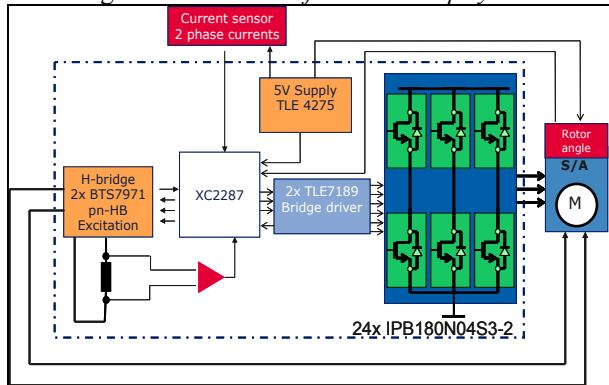 Current sensor
2 phase currents
5V Supply
TLE 4275
Rotor
angle
S/A
M
H-bridge
2x BTS7971
pn-HB
Excitation
XC2287
2x TLE7189
Bridge driver
24x IPB180N04S3-2